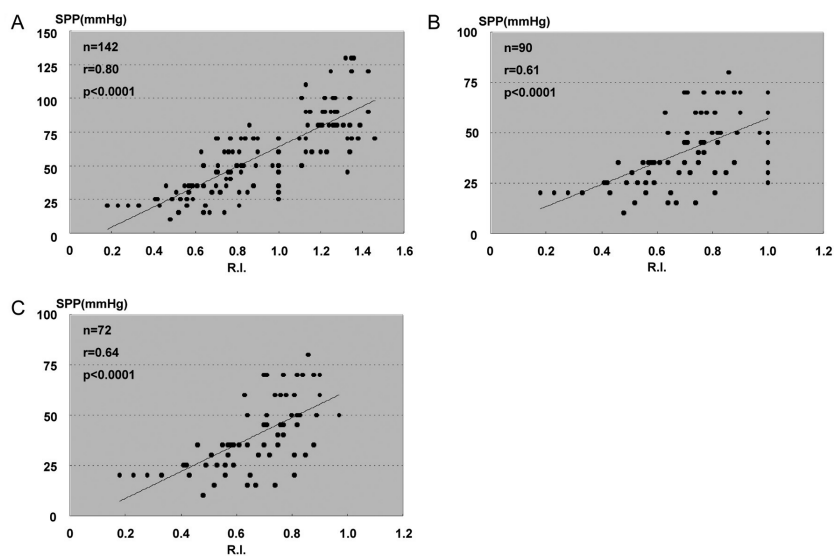 A
SPP(mmHg)
150
125
100
75
50
25
0
n=142
r=0.80
p<0.0001
0 0.2 0.4 0.6 0.8 1.0 1.2 1.4 1.6
R.I.
B
SPP(mmHg)
100
75
50
25
0
n=90
r=0.61
p<0.0001
0 0.2 0.4 0.6 0.8 1.0 1.2
R.I.
C
SPP(mmHg)
100
75
50
25
0
n=72
r=0.64
p<0.0001
0 0.2 0.4 0.6 0.8 1.0 1.2
R.I.